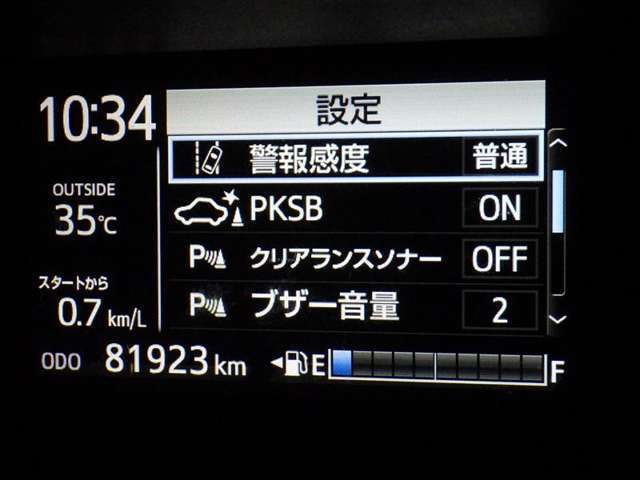 10:34
設定
警報感度 普通
OUTSIDE
35℃
PKSB ON
P クリアランスソナー OFF
スタートから
0.7 km/L
P ブザー音量 2
ODO 81923 km
E F